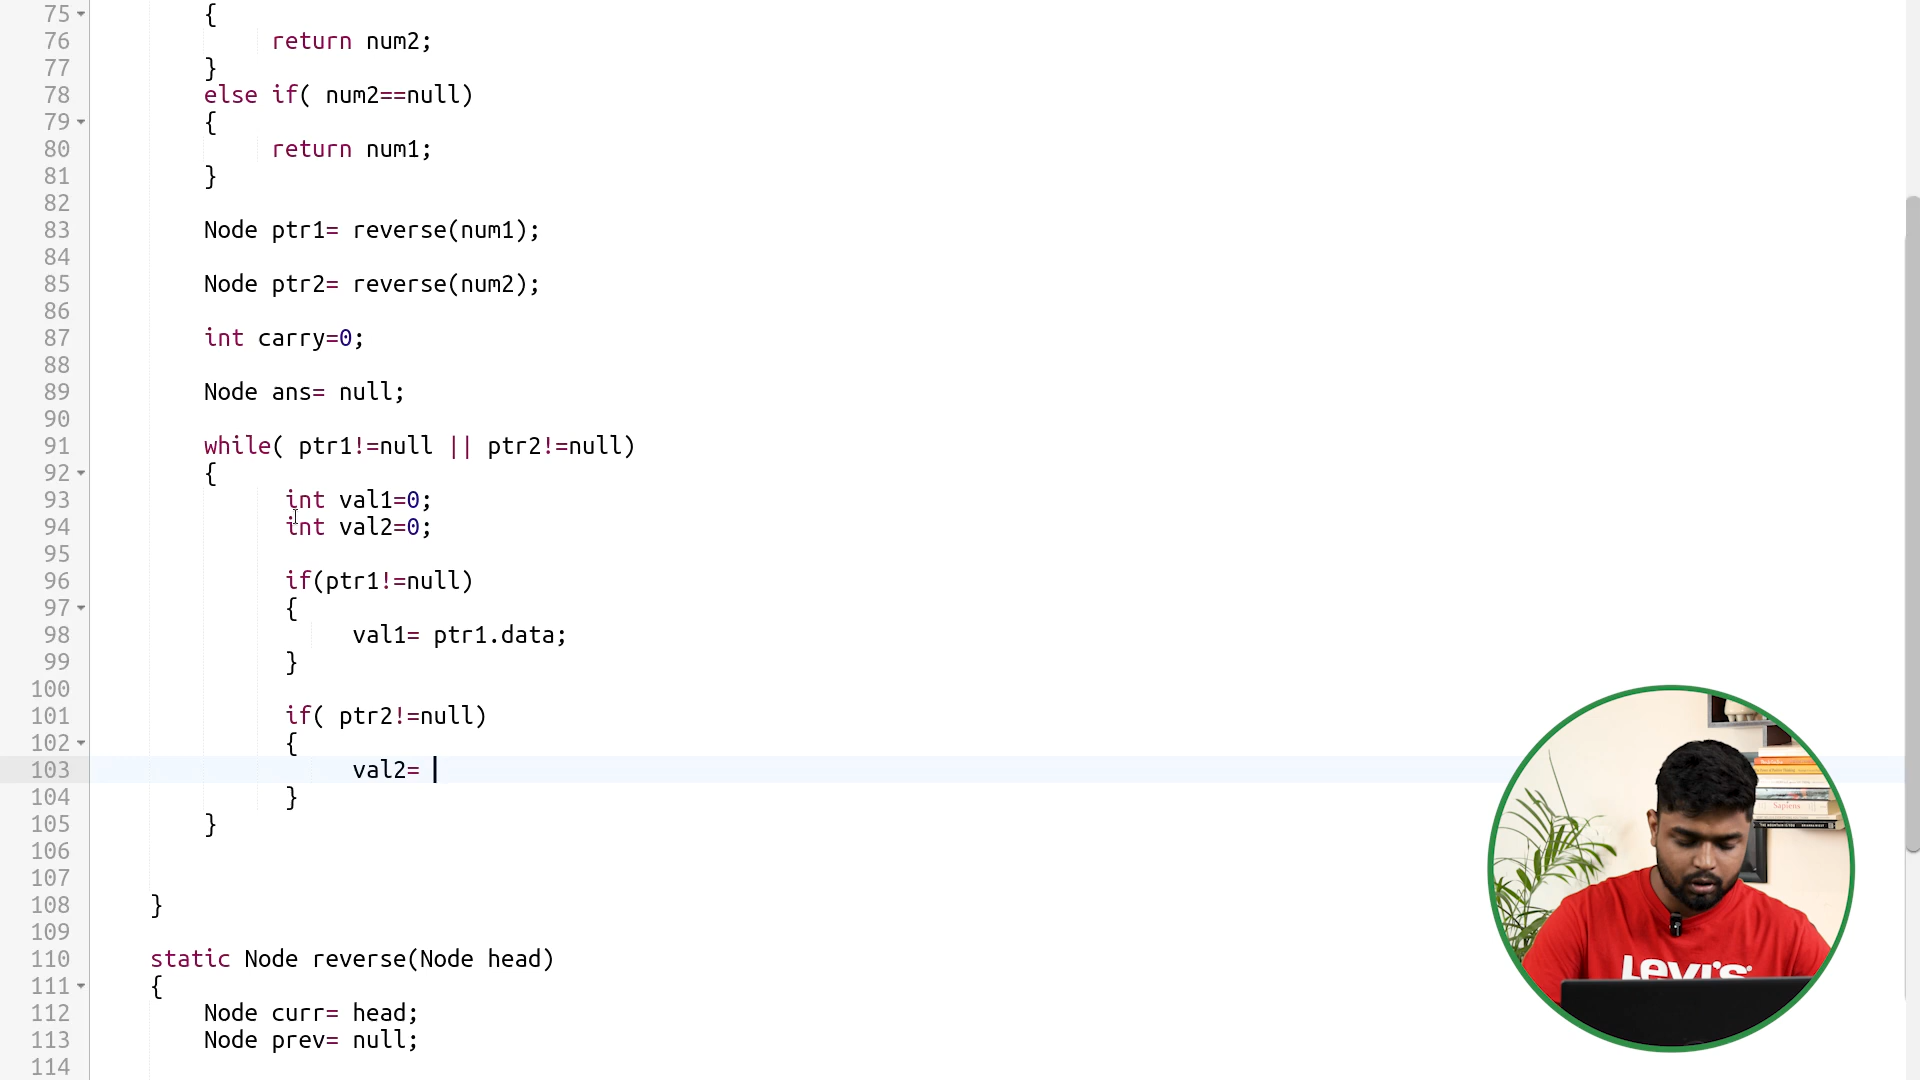 75 {
76 return num2;
77 }
78 else if( num2==null)
79 {
80 return num1;
81 }
82
83 Node ptr1= reverse(num1);
84
85 Node ptr2= reverse(num2);
86
87 int carry=0;
88
89 Node ans= null;
90
91 while( ptr1!=null || ptr2!=null)
92 {
93 int val1=0;
94 int val2=0;
95
96 if(ptr1!=null)
97 {
98 val1= ptr1.data;
99 }
100
101 if( ptr2!=null)
102 {
103 val2=
104 }
105 }
106
107
108 }
109
110 static Node reverse(Node head)
111 {
112 Node curr= head;
113 Node prev= null;
114
Sapiens
Levi's